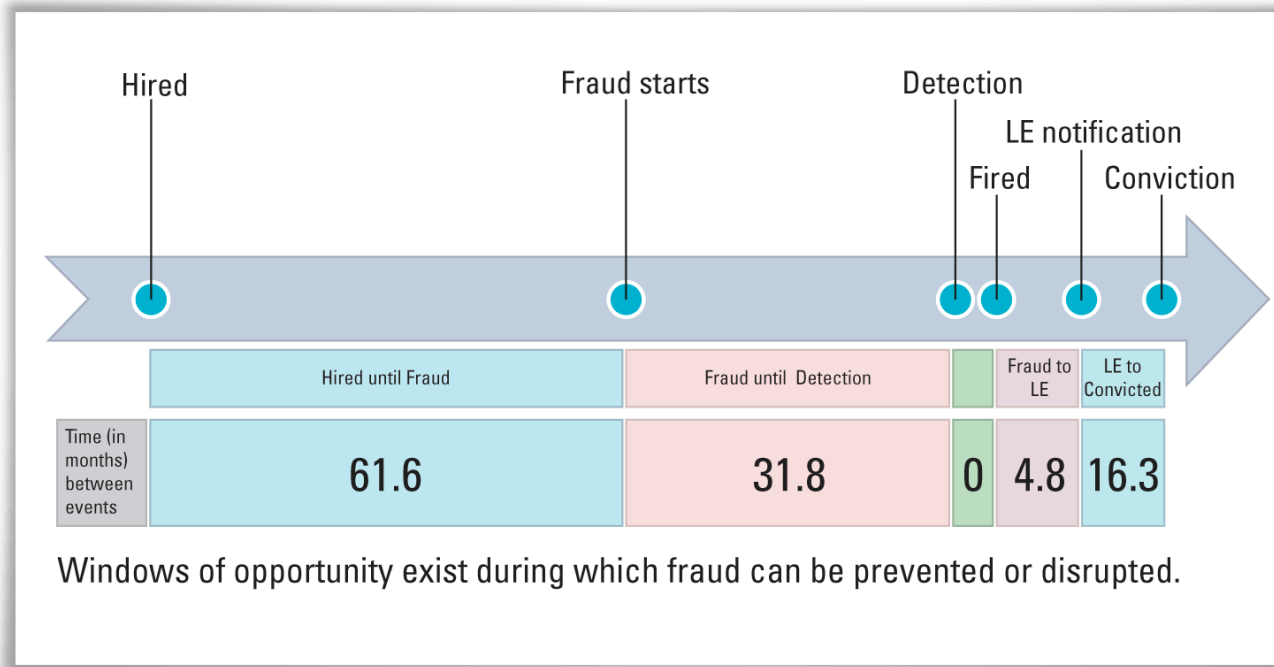 Hired
Fraud starts
Detection
LE notification
Fired
Conviction
Hired until Fraud
Fraud until Detection
Fraud to
LE
LE to
Convicted
Time (in
months)
between
events
61.6
31.8
0
4.8
16.3
Windows of opportunity exist during which fraud can be prevented or disrupted.